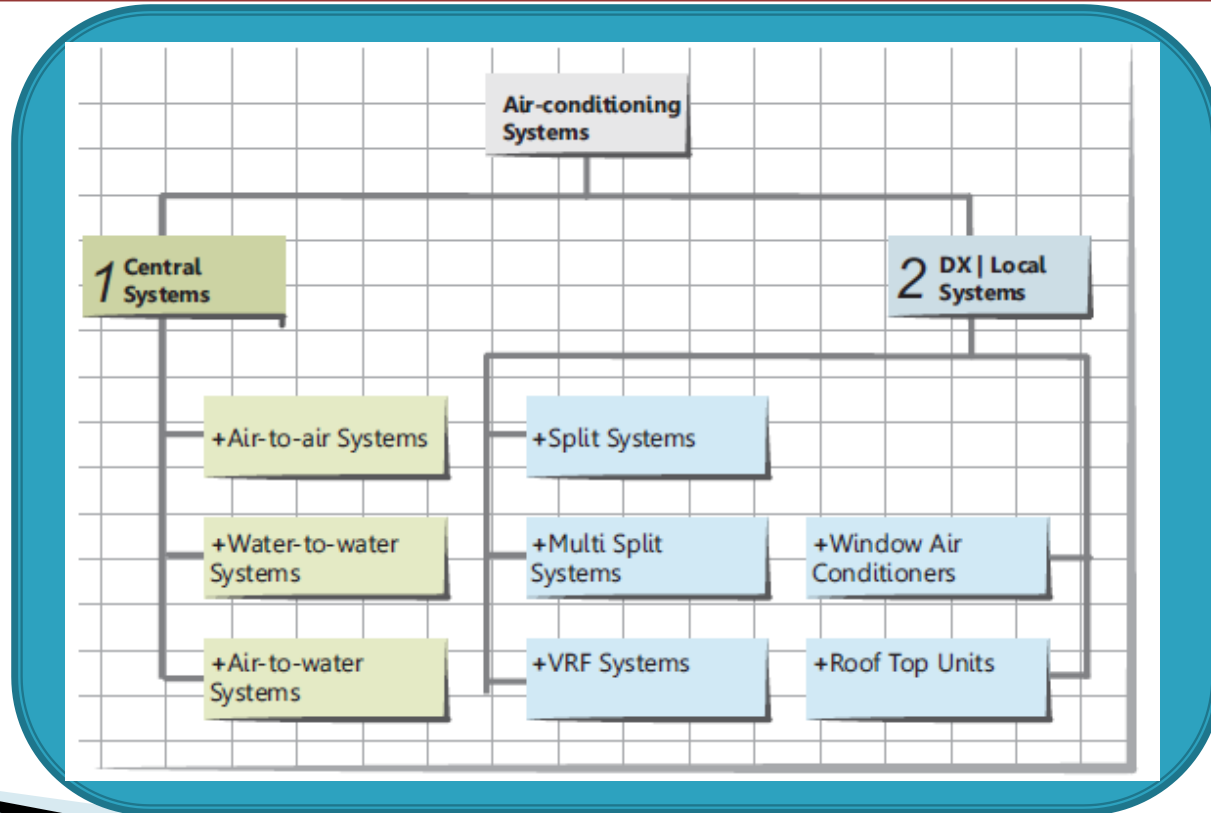 Air-conditioning
Systems
1 Central
Systems
2 DX | Local
Systems
+Air-to-air Systems
+Water-to-water
Systems
+Air-to-water
Systems
+Split Systems
+Multi Split
Systems
+VRF Systems
+Window Air
Conditioners
+Roof Top Units